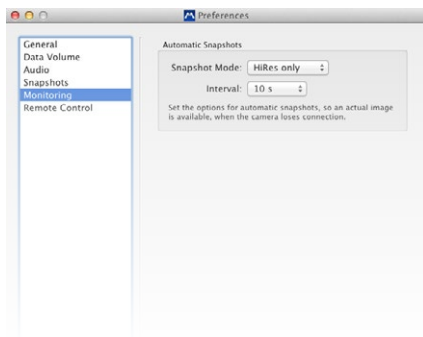 Preferences
General
Data Volume
Audio
Snapshots
Monitoring
Remote Control
Automatic Snapshots
Snapshot Mode: HiRes only
Interval: 10 s
Set the options for automatic snapshots, so an actual image
is available, when the camera loses connection.